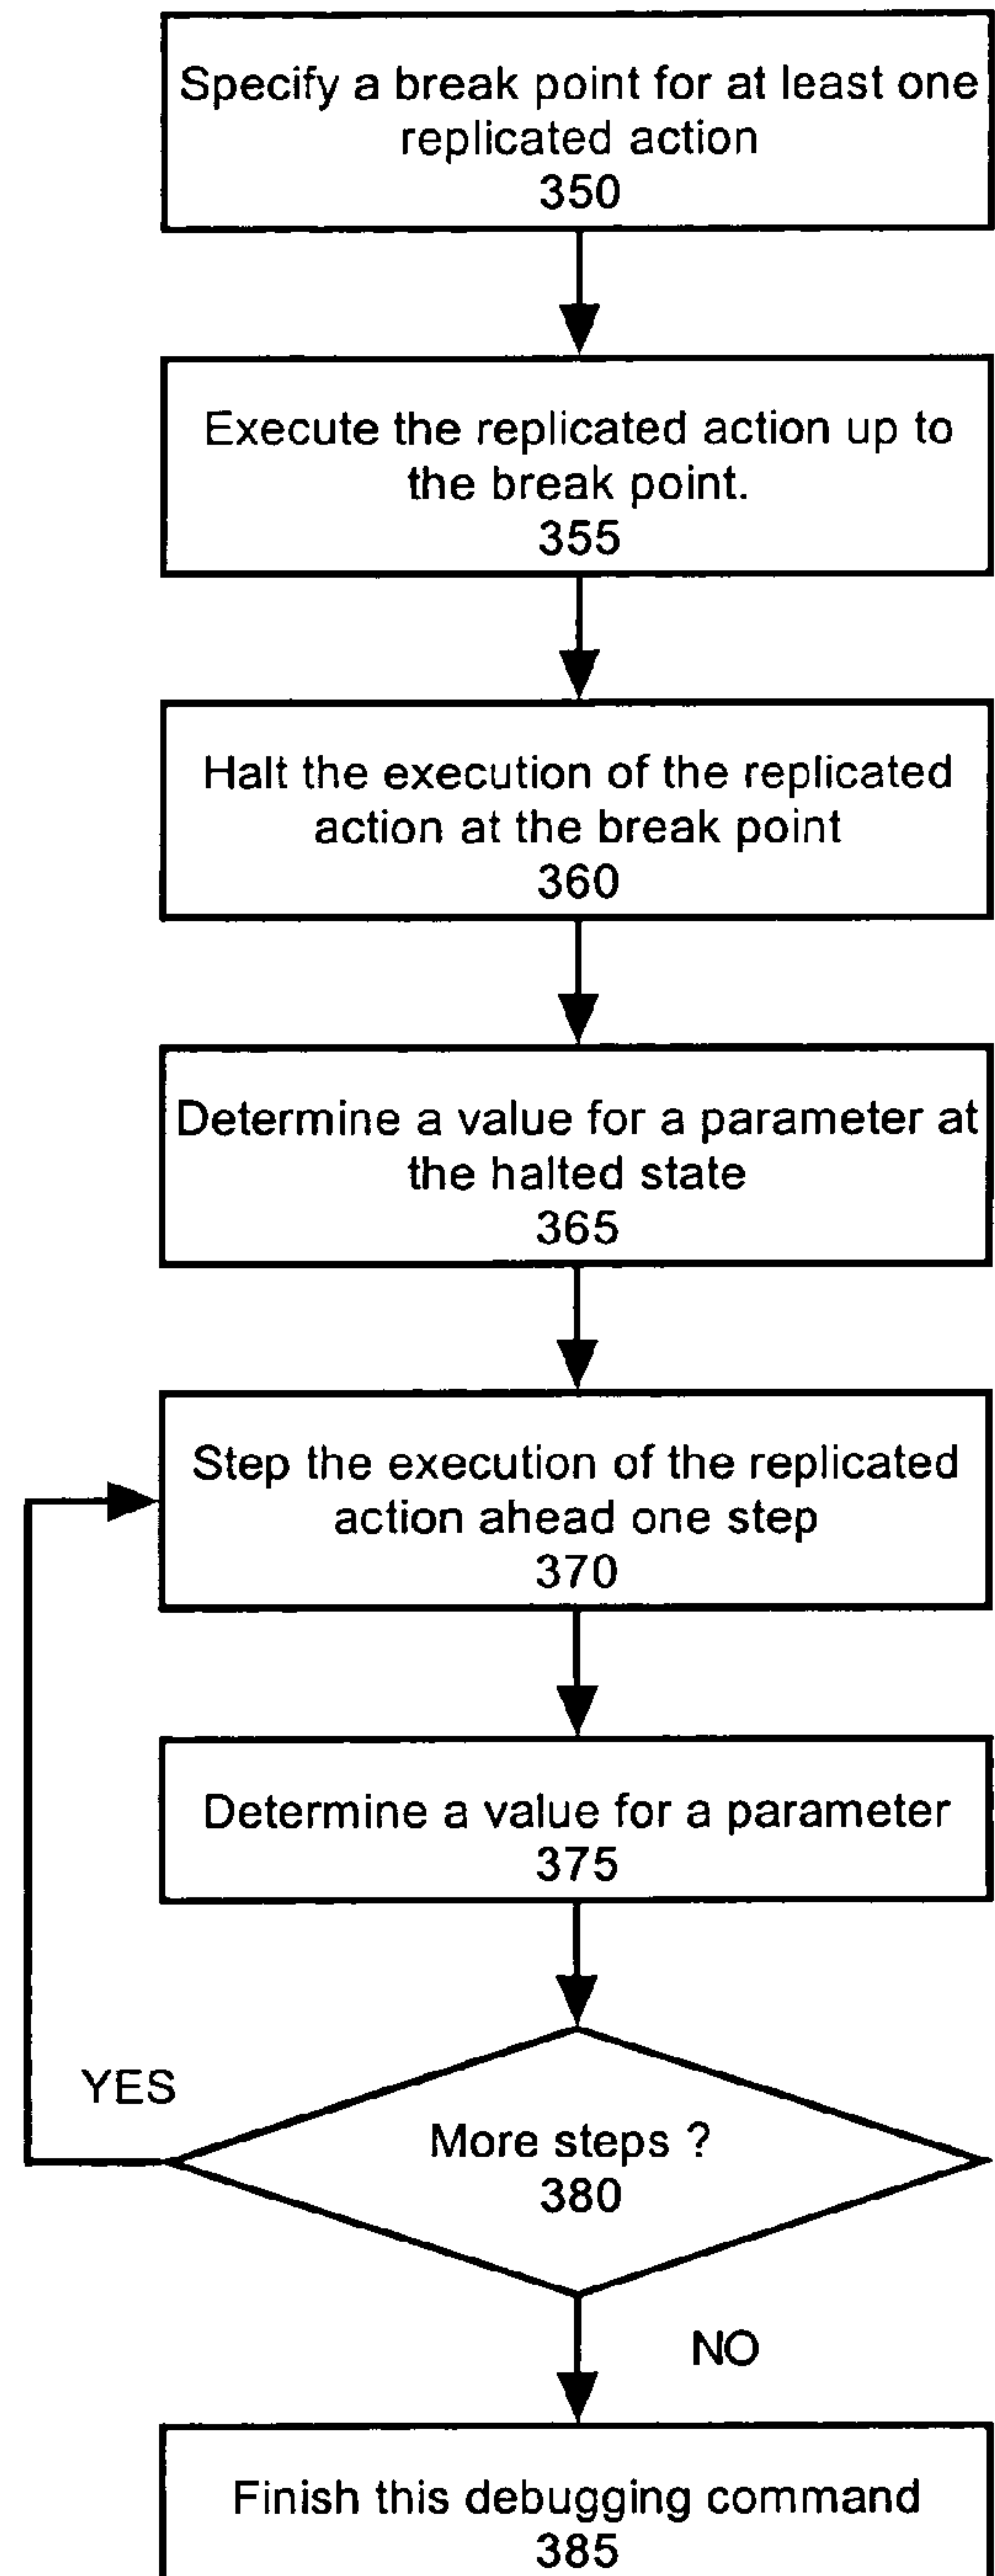 Specify a break point for at least one
replicated action
350
Execute the replicated action up to
the break point.
355
Halt the execution of the replicated
action at the break point
360
Determine a value for a parameter at
the halted state
365
Step the execution of the replicated
action ahead one step
370
Determine a value for a parameter
375
YES
More steps ?
380
NO
Finish this debugging command
385